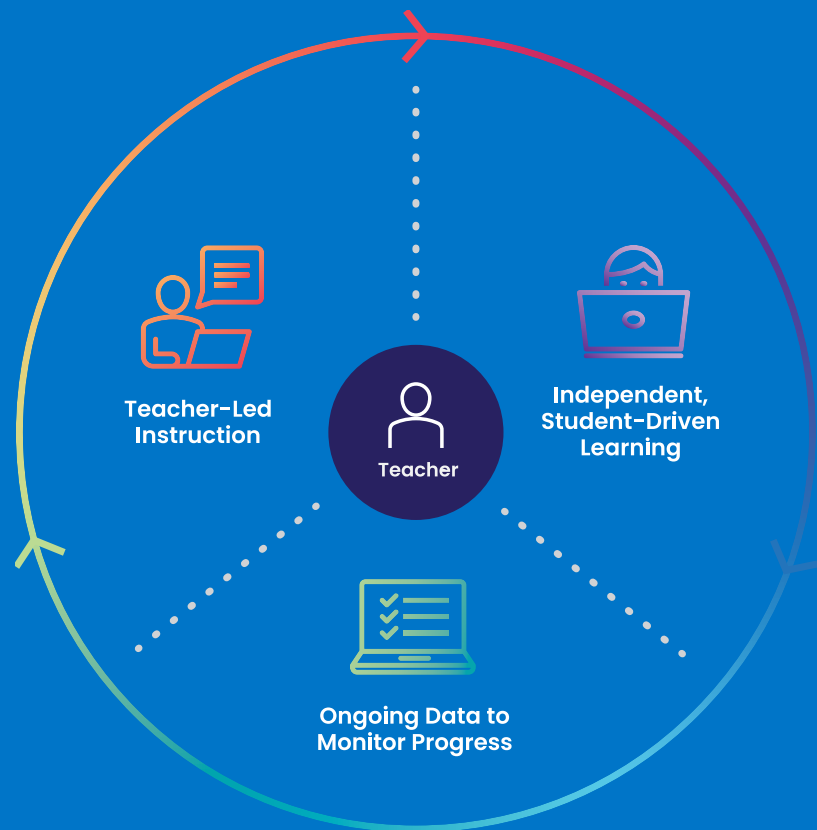 Teacher-Led
Instruction
Independent,
Student-Driven
Learning
Teacher
Ongoing Data to
Monitor Progress